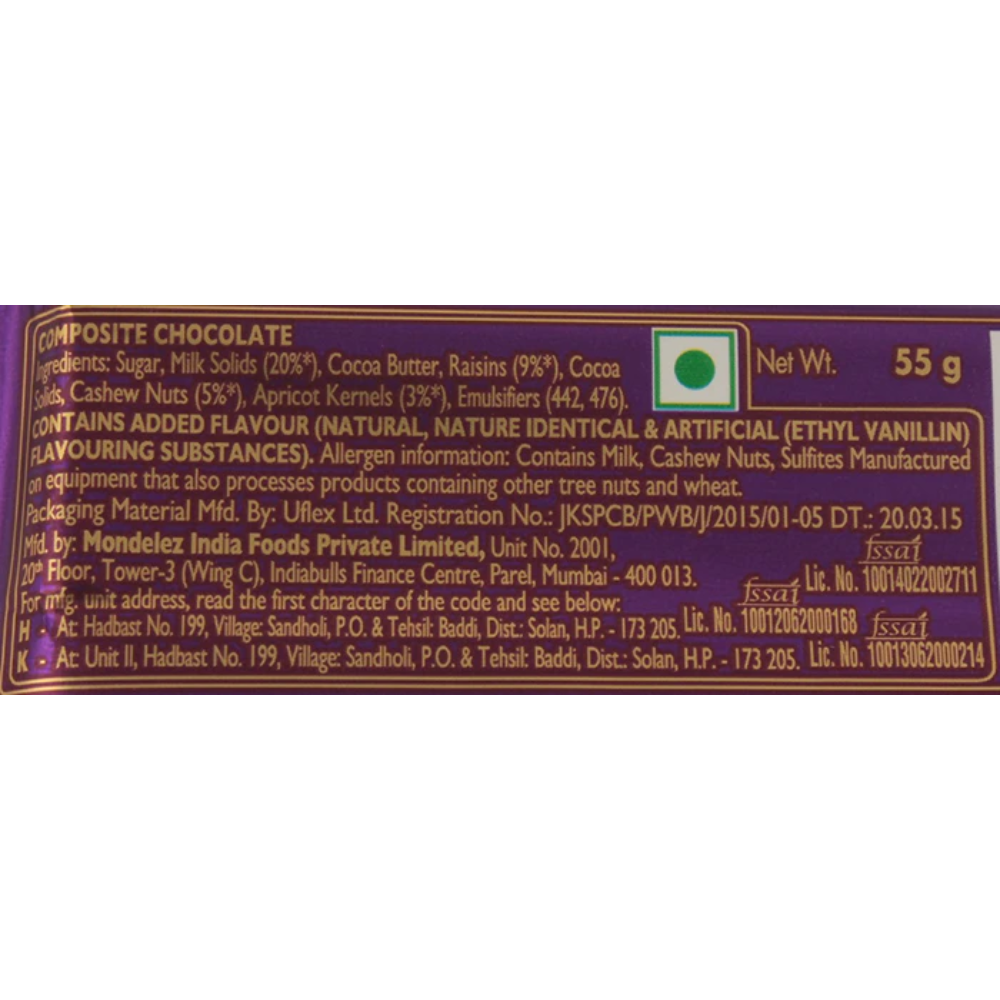 COMPOSITE CHOCOLATE
Ingredients: Sugar, Milk Solids (20%*), Cocoa Butter, Raisins (9%*), Cocoa
Solids, Cashew Nuts (5%*), Apricot Kernels (3%*), Emulsifiers (442, 476).
Net Wt. 55 g
CONTAINS ADDED FLAVOUR (NATURAL, NATURE IDENTICAL & ARTIFICIAL (ETHYL VANILLIN)
FLAVOURING SUBSTANCES). Allergen information: Contains Milk, Cashew Nuts, Sulfites Manufactured
on equipment that also processes products containing other tree nuts and wheat.
Packaging Material Mfd. By: Uflex Ltd. Registration No.: JKSPCB/PWB/J/2015/01-05 DT.: 20.03.15
Mfd. by: Mondelez India Foods Private Limited, Unit No. 2001,
20th Floor, Tower-3 (Wing C), Indiabulls Finance Centre, Parel, Mumbai - 400 013.
fssai
Lic. No. 10014022002711
For mfg. unit address, read the first character of the code and see below:
fssai
H - At: Hadbast No. 199, Village: Sandholi, P.O. & Tehsil: Baddi, Dist.: Solan, H.P. - 173 205. Lic. No. 10012062000168
fssai
K - At: Unit II, Hadbast No. 199, Village: Sandholi, P.O. & Tehsil: Baddi, Dist.: Solan, H.P. - 173 205. Lic. No. 10013062000214